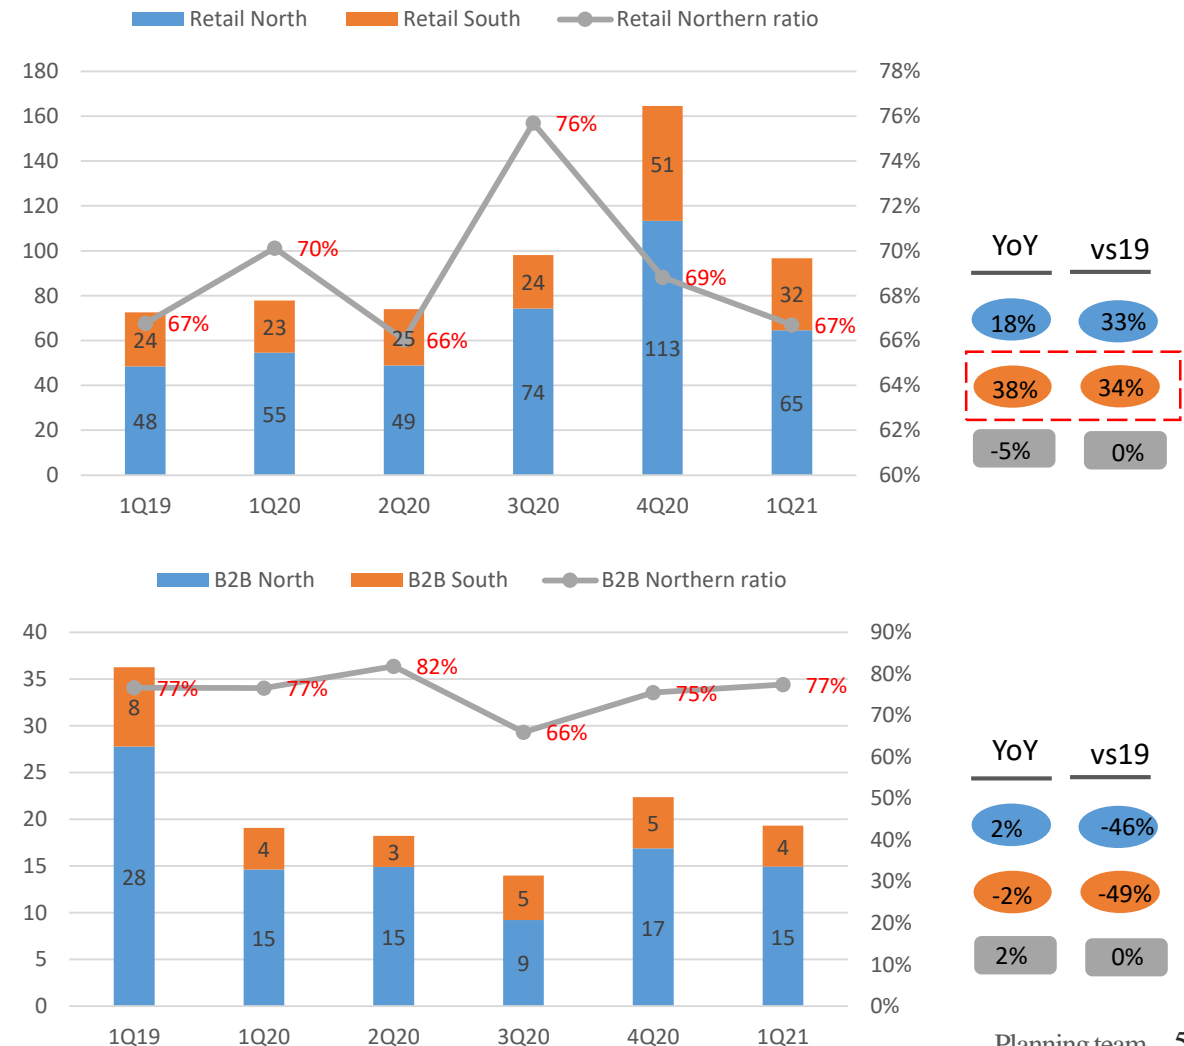 Retail North Retail South Retail Northern ratio
180 78%
160 76% 76%
140 51 74%
120 72%
100 70% 70% YoY vs19
80 24 69% 32 68%
24 67% 23 18% 33%
60 25 66% 113 67% 66%
40 74 65 64% 38% 34%
48 55 49
20 62% -5% 0%
0 60%
1Q19 1Q20 2Q20 3Q20 4Q20 1Q21
B2B North B2B South B2B Northern ratio
40 90%
35 77% 77% 82% 75% 77% 80%
8 70%
30 66%
25 60% YoY vs19
20 5 50%
4 3 4 40% 2% -46%
15
28 5 30%
10 15 15 17 15 20% -2% -49%
5 9 10% 2% 0%
0 0%
1Q19 1Q20 2Q20 3Q20 4Q20 1Q21
Planning team 5